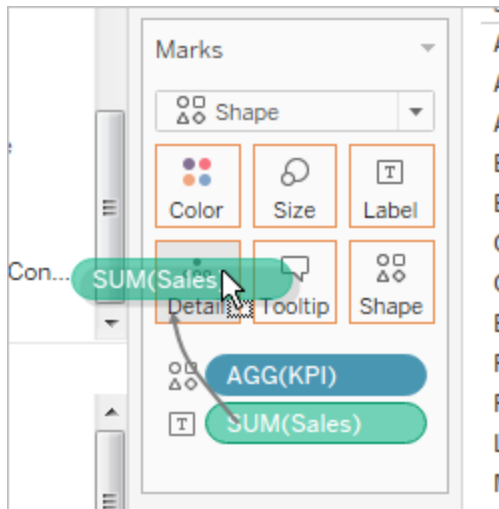 Marks
Shape
Color Size Label
Con... SUM(Sales
Detail Tooltip Shape
AGG(KPI)
T SUM(Sales)